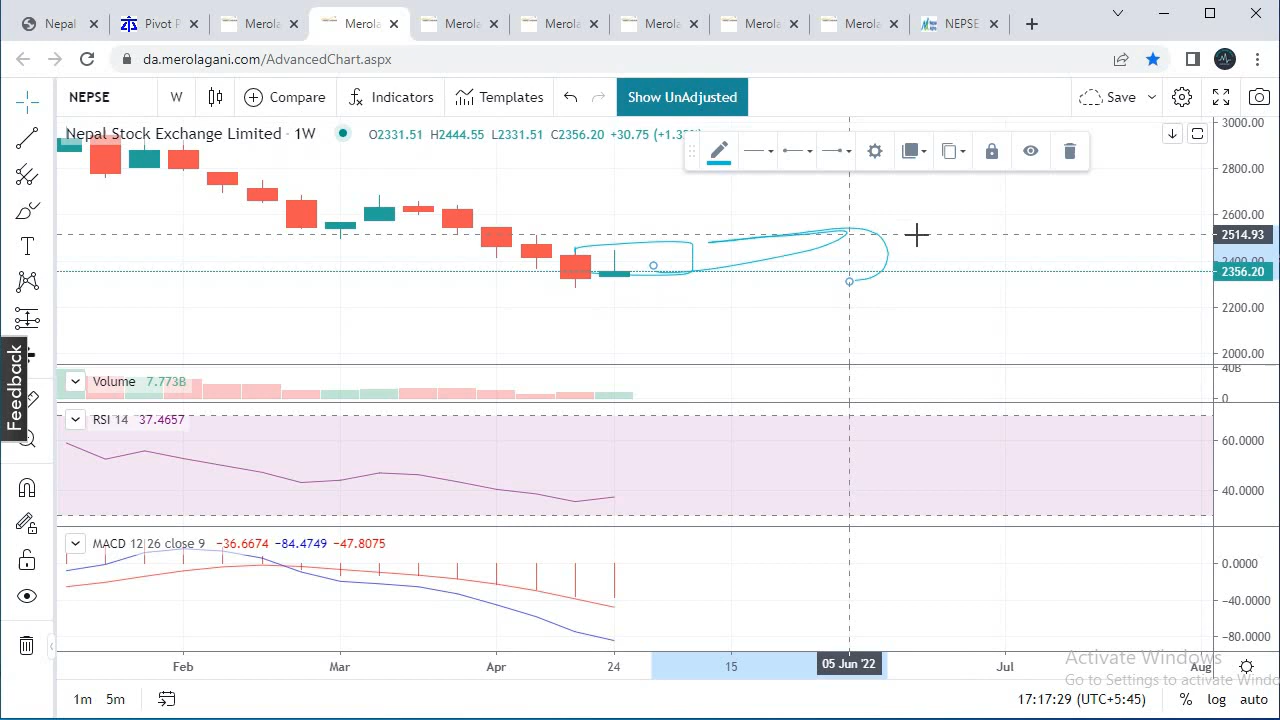 Nepal
Pivot P
Merola
Merola
Merola
Merola
Merola
Merola
Merola
NEPSE
da.merolagani.com/AdvancedChart.aspx
NEPSE W Compare Indicators Templates Show UnAdjusted Save
Nepal Stock Exchange Limited · 1W O2331.51 H2444.55 L2331.51 C2356.20 +30.75
3000.00
2800.00
2600.00
2514.93
2400.00
2356.20
2200.00
2000.00
Feedback
Volume 7.773B
40B
0
RSI 14 37.4657
60.0000
40.0000
MACD 12 26 close 9 −36.6674 −84.4749 −47.8075
0.0000
−40.0000
−80.0000
Feb Mar Apr 24 15 05 Jun '22 Jul Aug
Activate Windows
Go to Settings to activate Windo
1m 5m 17:17:29 (UTC+5:45) % log auto